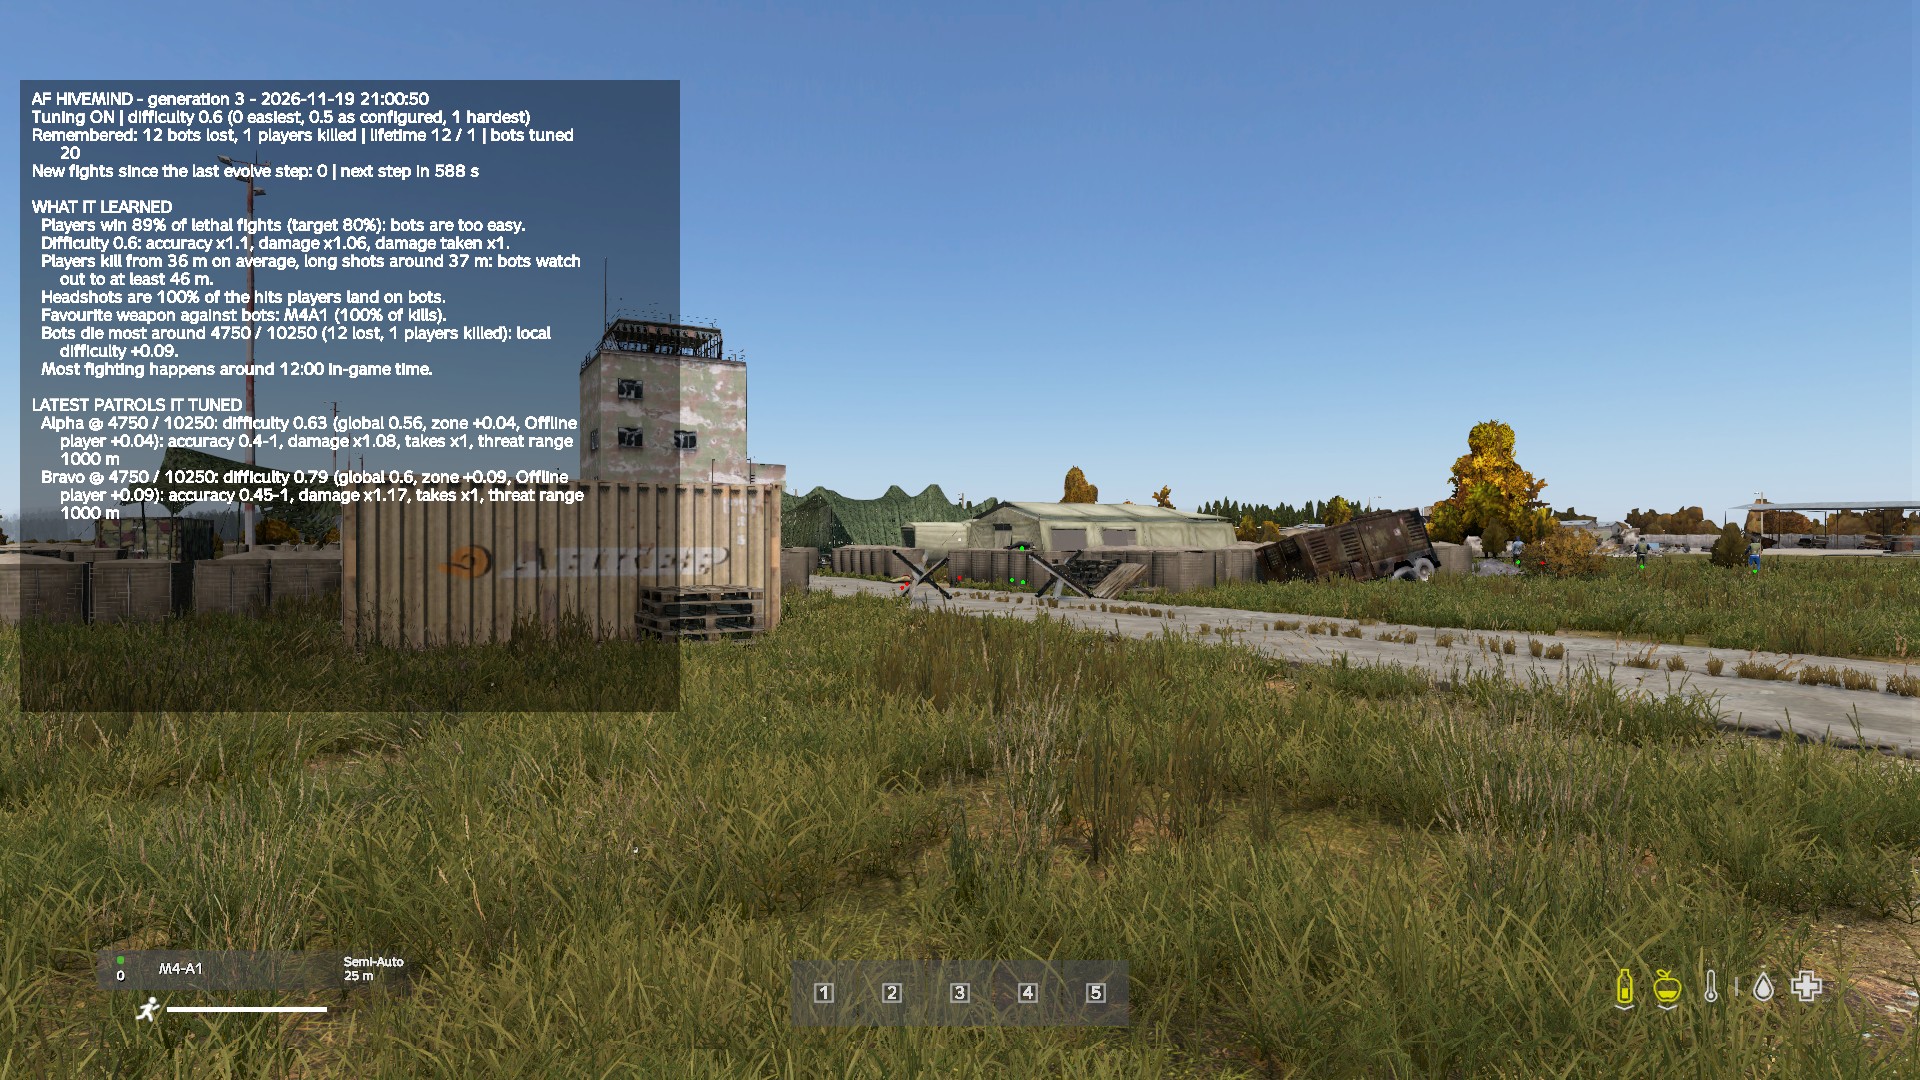 AF HIVEMIND - generation 3 - 2026-11-19 21:00:50
Tuning ON | difficulty 0.6 (0 easiest, 0.5 as configured, 1 hardest)
Remembered: 12 bots lost, 1 players killed | lifetime 12 / 1 | bots tuned
20
New fights since the last evolve step: 0 | next step in 588 s
WHAT IT LEARNED
Players win 89% of lethal fights (target 80%): bots are too easy.
Difficulty 0.6: accuracy x1.1, damage x1.06, damage taken x1.
Players kill from 36 m on average, long shots around 37 m: bots watch
out to at least 46 m.
Headshots are 100% of the hits players land on bots.
Favourite weapon against bots: M4A1 (100% of kills).
Bots die most around 4750 / 10250 (12 lost, 1 players killed): local
difficulty +0.09.
Most fighting happens around 12:00 in-game time.
LATEST PATROLS IT TUNED
Alpha @ 4750 / 10250: difficulty 0.63 (global 0.56, zone +0.04, Offline
player +0.04): accuracy 0.4-1, damage x1.08, takes x1, threat range
1000 m
Bravo @ 4750 / 10250: difficulty 0.79 (global 0.6, zone +0.09, Offline
player +0.09): accuracy 0.45-1, damage x1.17, takes x1, threat range
1000 m
0 M4-A1 Semi-Auto
25 m
1 2 3 4 5